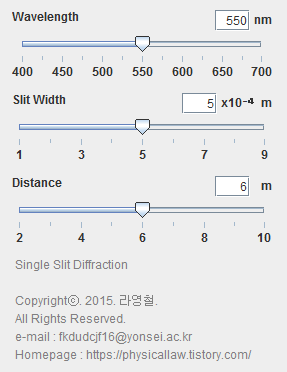 Wavelength 550 nm
400 450 500 550 600 650 700
Slit Width 5 x10⁻⁴ m
1 3 5 7 9
Distance 6 m
2 4 6 8 10
Single Slit Diffraction
Copyrightⓒ. 2015. 라영철.
All Rights Reserved.
e-mail : fkdudcjf16@yonsei.ac.kr
Homepage : https://physicallaw.tistory.com/